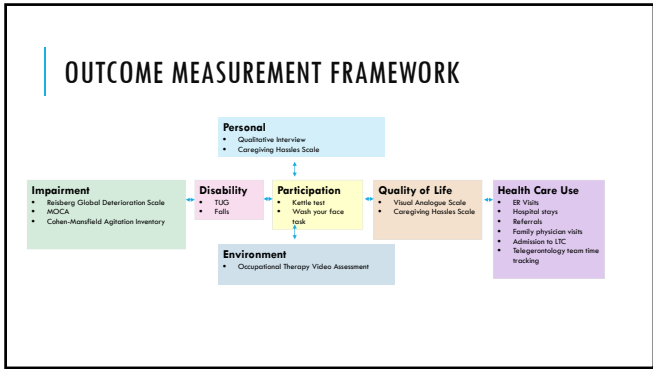 OUTCOME MEASUREMENT FRAMEWORK
Personal
• Qualitative Interview
• Caregiving Hassles Scale
Impairment
• Reisberg Global Deterioration Scale
• MOCA
• Cohen-Mansfield Agitation Inventory
Disability
• TUG
• Falls
Participation
• Kettle test
• Wash your face
task
Quality of Life
• Visual Analogue Scale
• Caregiving Hassles Scale
Health Care Use
• ER Visits
• Hospital stays
• Referrals
• Family physician visits
• Admission to LTC
• Telegerontology team time
tracking
Environment
• Occupational Therapy Video Assessment